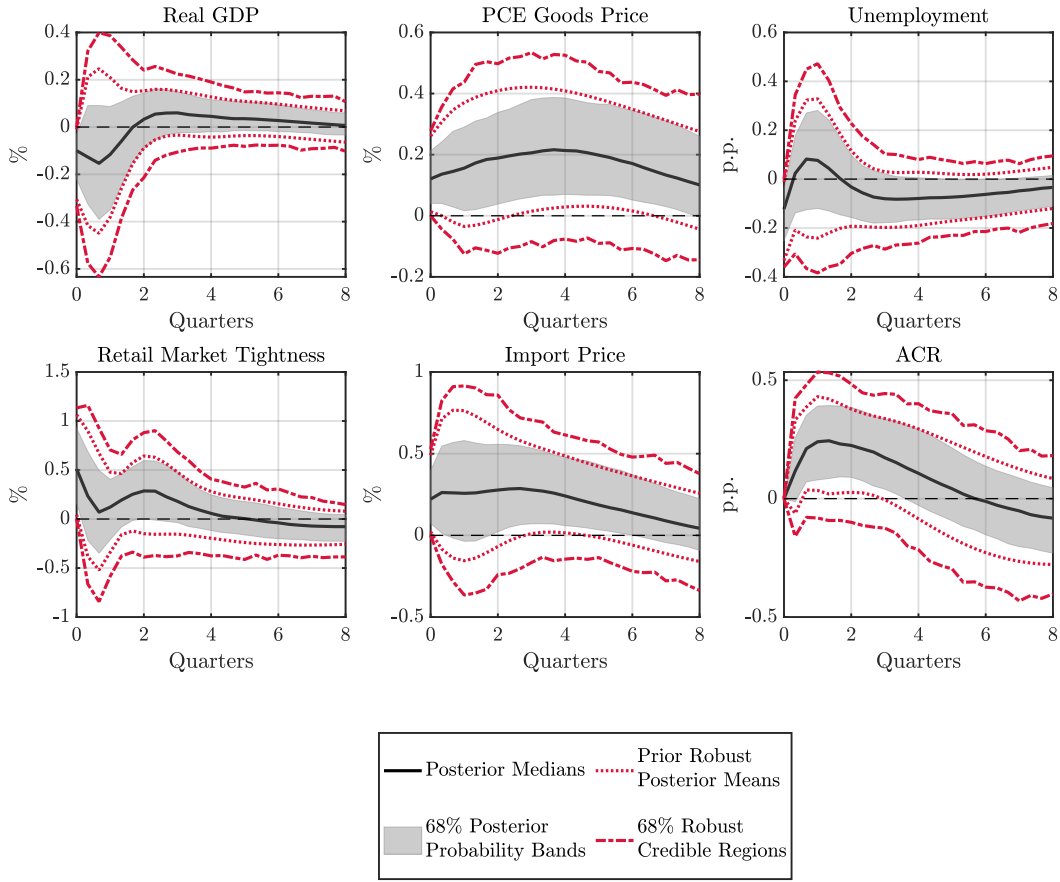 Real GDP
0.4
0.2
0
-0.2
-0.4
-0.6
%
0 2 4 6 8
Quarters
PCE Goods Price
0.6
0.4
0.2
0
-0.2
%
0 2 4 6 8
Quarters
Unemployment
0.6
0.4
0.2
0
-0.2
-0.4
p.p.
0 2 4 6 8
Quarters
Retail Market Tightness
1.5
1
0.5
0
-0.5
-1
%
0 2 4 6 8
Quarters
Import Price
1
0.5
0
-0.5
%
0 2 4 6 8
Quarters
ACR
0.5
0
-0.5
p.p.
0 2 4 6 8
Quarters
Posterior Medians
Prior Robust
Posterior Means
68% Posterior
Probability Bands
68% Robust
Credible Regions